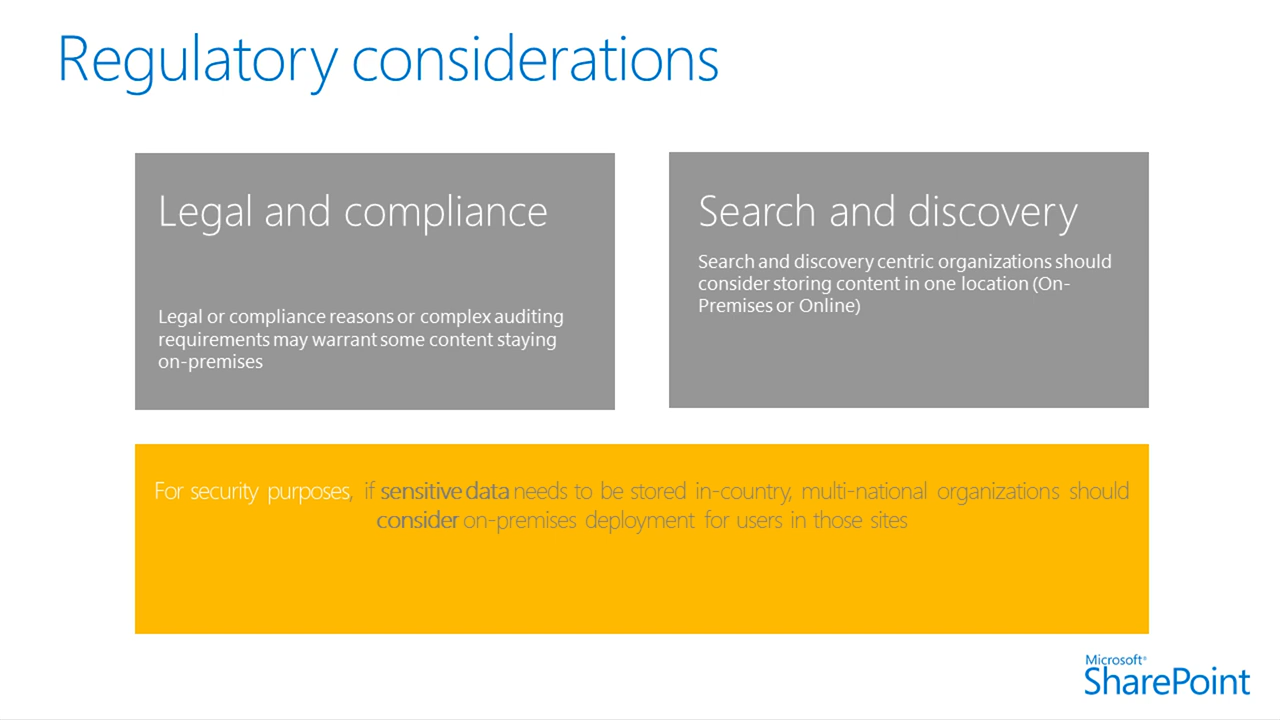 Regulatory considerations
Legal and compliance
Legal or compliance reasons or complex auditing
requirements may warrant some content staying
on-premises
Search and discovery
Search and discovery centric organizations should
consider storing content in one location (On-
Premises or Online)
For security purposes, if sensitive data needs to be stored in-country, multi-national organizations should
consider on-premises deployment for users in those sites
Microsoft®
SharePoint